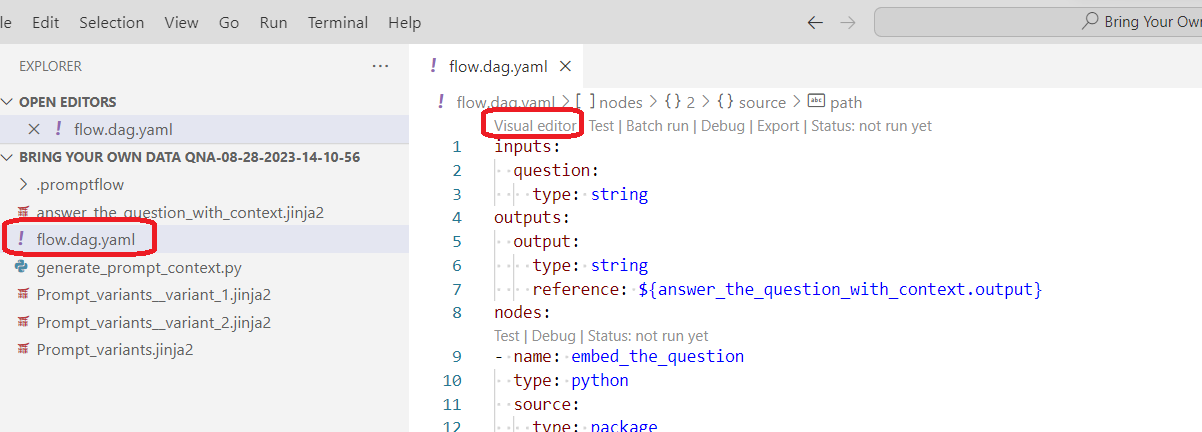 le Edit Selection View Go Run Terminal Help
Bring Your Own
EXPLORER ...
OPEN EDITORS
flow.dag.yaml
BRING YOUR OWN DATA QNA-08-28-2023-14-10-56
.promptflow
answer_the_question_with_context.jinja2
flow.dag.yaml
generate_prompt_context.py
Prompt_variants__variant_1.jinja2
Prompt_variants__variant_2.jinja2
Prompt_variants.jinja2
! flow.dag.yaml
! flow.dag.yaml > [ ] nodes > {} 2 > {} source > abc path
Visual editor | Test | Batch run | Debug | Export | Status: not run yet
1 inputs:
2 question:
3 type: string
4 outputs:
5 output:
6 type: string
7 reference: ${answer_the_question_with_context.output}
8 nodes:
Test | Debug | Status: not run yet
9 - name: embed_the_question
10 type: python
11 source:
12 type: package